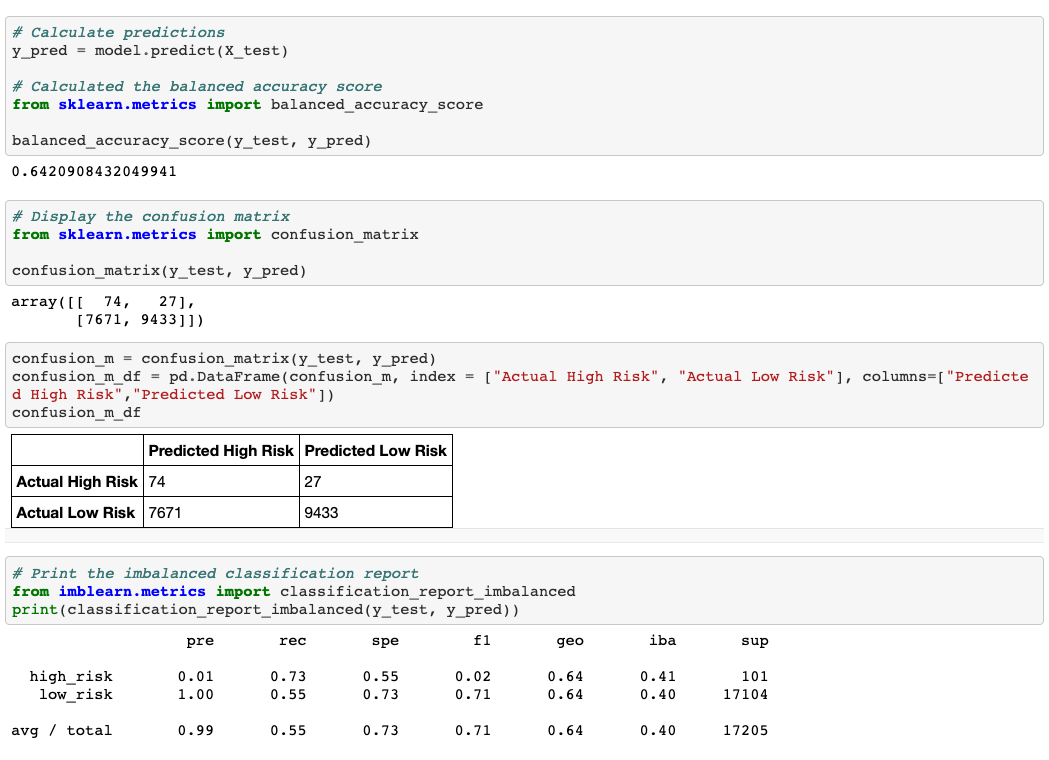 # Calculate predictions
y_pred = model.predict(X_test)
# Calculated the balanced accuracy score
from sklearn.metrics import balanced_accuracy_score
balanced_accuracy_score(y_test, y_pred)
0.6420908432049941
# Display the confusion matrix
from sklearn.metrics import confusion_matrix
confusion_matrix(y_test, y_pred)
array([[  74,   27],
       [7671, 9433]])
confusion_m = confusion_matrix(y_test, y_pred)
confusion_m_df = pd.DataFrame(confusion_m, index = ["Actual High Risk", "Actual Low Risk"], columns=["Predicte
d High Risk","Predicted Low Risk"])
confusion_m_df
Predicted High Risk Predicted Low Risk
Actual High Risk 74 27
Actual Low Risk 7671 9433
# Print the imbalanced classification report
from imblearn.metrics import classification_report_imbalanced
print(classification_report_imbalanced(y_test, y_pred))
pre rec spe f1 geo iba sup
high_risk 0.01 0.73 0.55 0.02 0.64 0.41 101
low_risk 1.00 0.55 0.73 0.71 0.64 0.40 17104
avg / total 0.99 0.55 0.73 0.71 0.64 0.40 17205